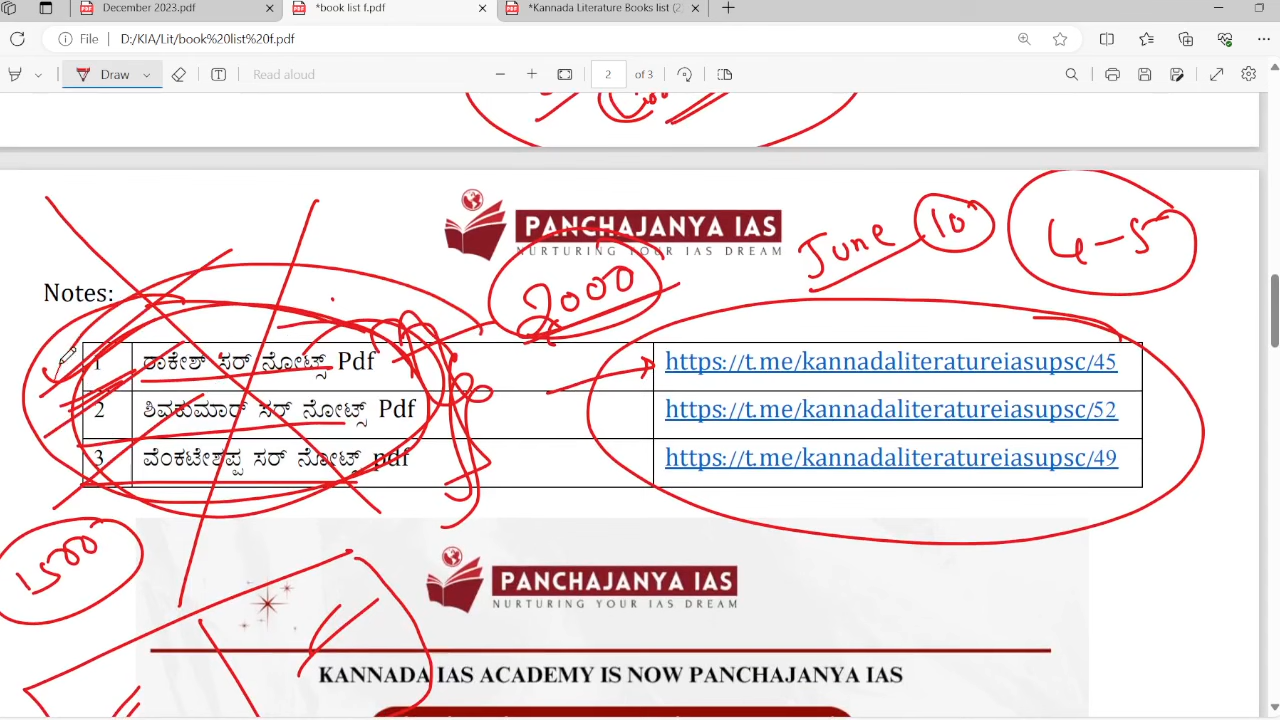 December 2023.pdf
*book list f.pdf
*Kannada Literature Books list (2)
File D:/KIA/Lit/book%20list%20f.pdf
Draw Read aloud 2 of 3
PANCHAJANYA IAS
NURTURING YOUR IAS DREAM
June 10
4-5
2000
Notes:
1 ರಾಕೇಶ್ ಸರ್ ನೋಟ್ಸ್ Pdf https://t.me/kannadaliteratureiasupsc/45
2 ಶಿವಕುಮಾರ್ ಸರ್ ನೋಟ್ಸ್ Pdf https://t.me/kannadaliteratureiasupsc/52
3 ವೆಂಕಟೇಶಪ್ಪ ಸರ್ ನೋಟ್ಸ್ pdf https://t.me/kannadaliteratureiasupsc/49
1500
PANCHAJANYA IAS
NURTURING YOUR IAS DREAM
KANNADA IAS ACADEMY IS NOW PANCHAJANYA IAS